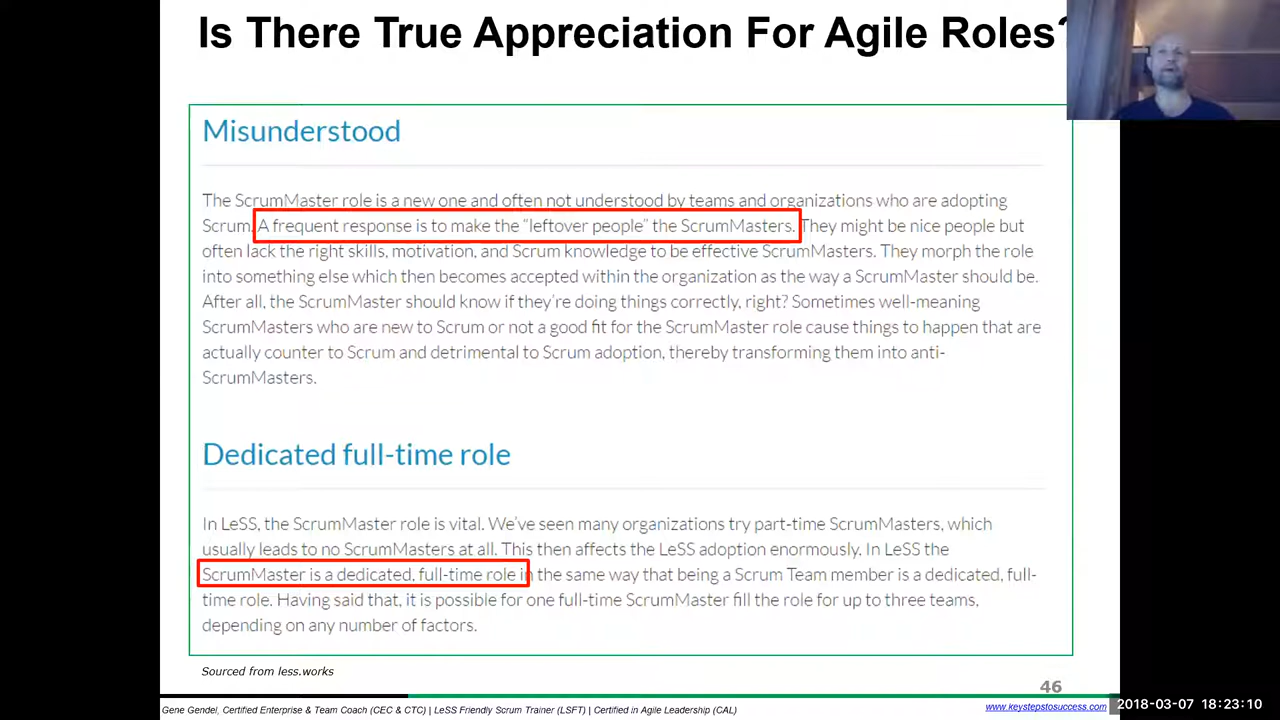 Is There True Appreciation For Agile Roles?
Misunderstood
The ScrumMaster role is a new one and often not understood by teams and organizations who are adopting
Scrum. A frequent response is to make the “leftover people” the ScrumMasters. They might be nice people but
often lack the right skills, motivation, and Scrum knowledge to be effective ScrumMasters. They morph the role
into something else which then becomes accepted within the organization as the way a ScrumMaster should be.
After all, the ScrumMaster should know if they’re doing things correctly, right? Sometimes well-meaning
ScrumMasters who are new to Scrum or not a good fit for the ScrumMaster role cause things to happen that are
actually counter to Scrum and detrimental to Scrum adoption, thereby transforming them into anti-
ScrumMasters.
Dedicated full-time role
In LeSS, the ScrumMaster role is vital. We’ve seen many organizations try part-time ScrumMasters, which
usually leads to no ScrumMasters at all. This then affects the LeSS adoption enormously. In LeSS the
ScrumMaster is a dedicated, full-time role in the same way that being a Scrum Team member is a dedicated, full-
time role. Having said that, it is possible for one full-time ScrumMaster fill the role for up to three teams,
depending on any number of factors.
Sourced from less.works
46
Gene Gendel, Certified Enterprise & Team Coach (CEC & CTC) | LeSS Friendly Scrum Trainer (LSFT) | Certified in Agile Leadership (CAL)
www.keystepstosuccess.com
2018-03-07 18:23:10